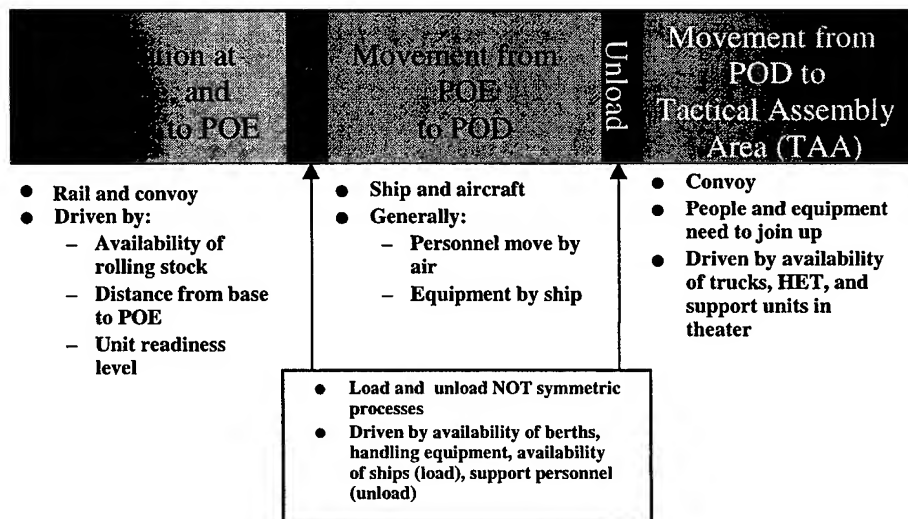 tion at
and
to POE
Movement from
POE
to POD
Unload
Movement from
POD to
Tactical Assembly
Area (TAA)
● Rail and convoy
● Driven by:
– Availability of
rolling stock
– Distance from base
to POE
– Unit readiness
level
● Ship and aircraft
● Generally:
– Personnel move by
air
– Equipment by ship
● Convoy
● People and equipment
need to join up
● Driven by availability
of trucks, HET, and
support units in
theater
● Load and unload NOT symmetric
processes
● Driven by availability of berths,
handling equipment, availability
of ships (load), support personnel
(unload)